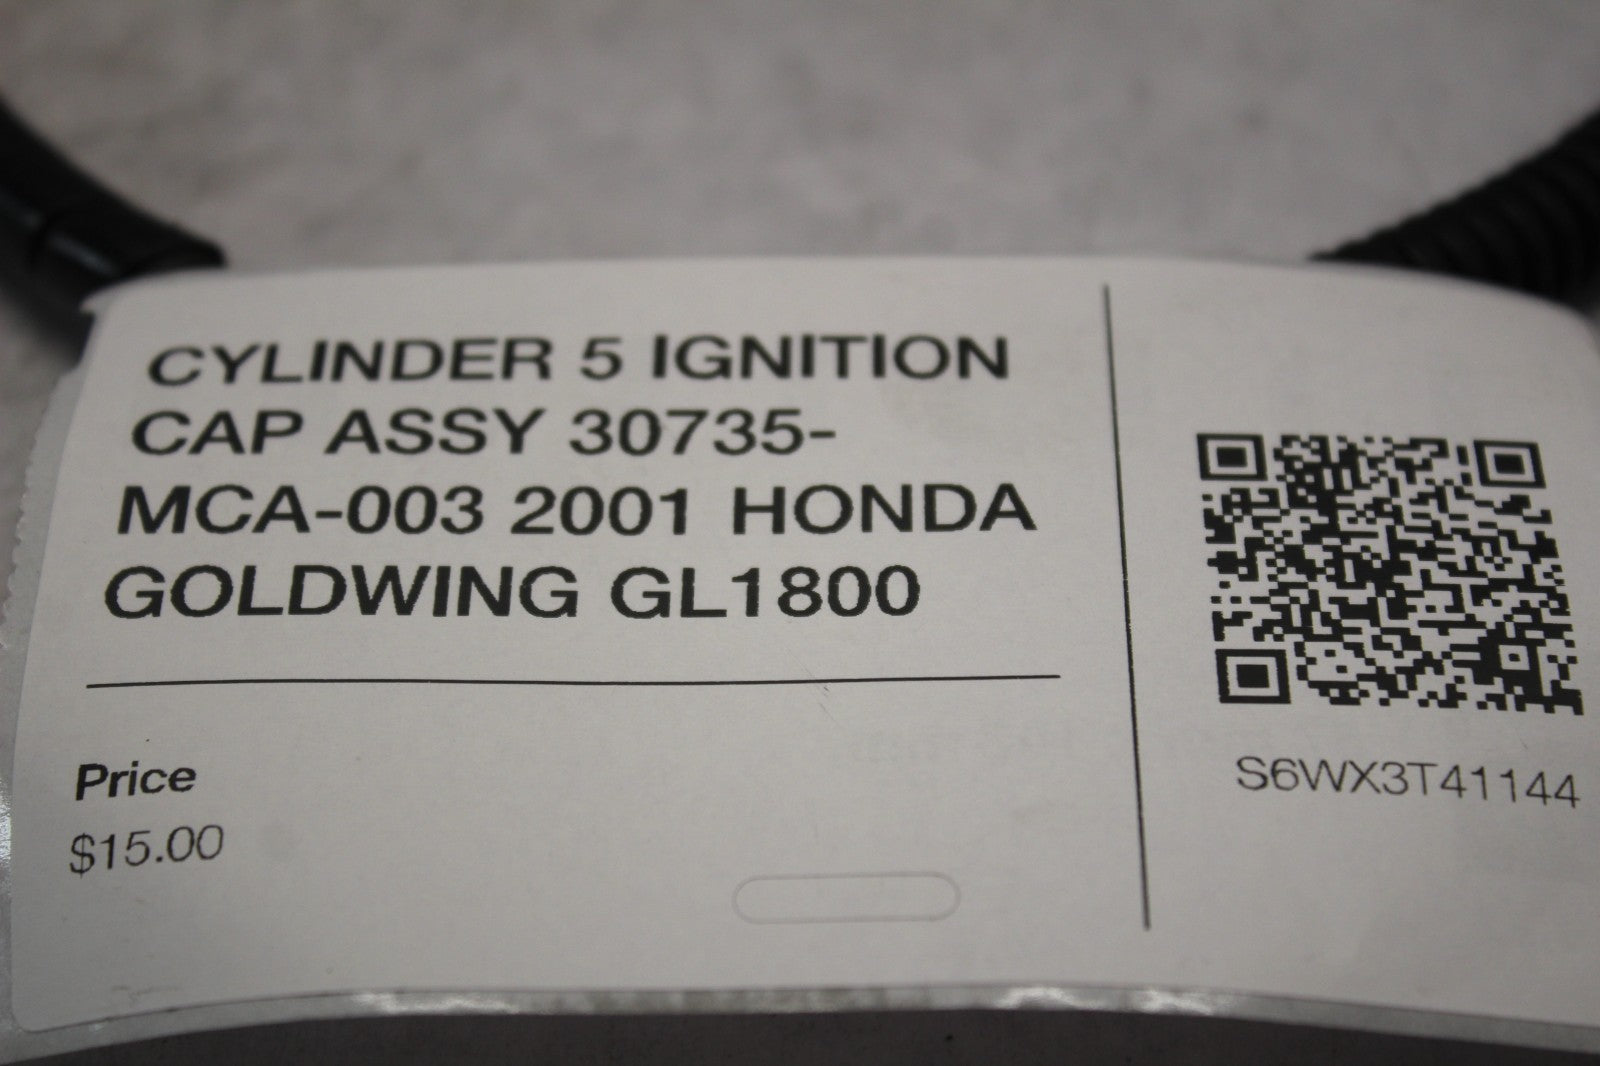 CYLINDER 5 IGNITION
CAP ASSY 30735-
MCA-003 2001 HONDA
GOLDWING GL1800
Price
$15.00
S6WX3T41144